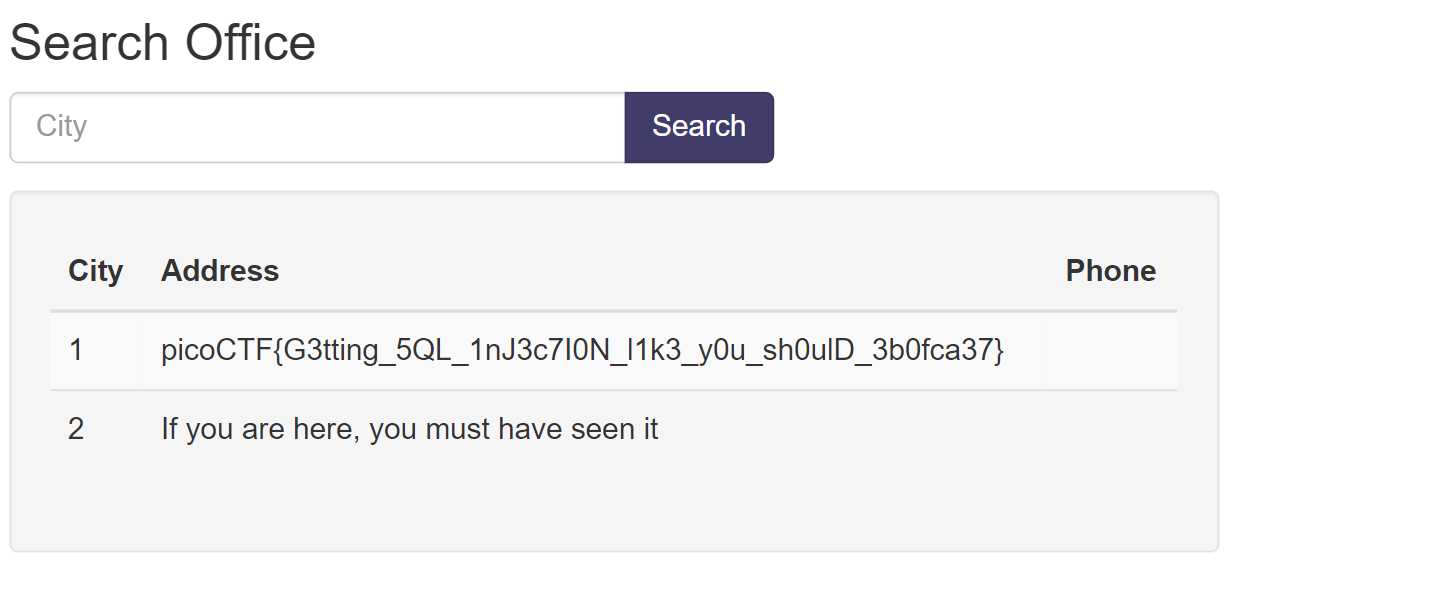 Search Office
City Search
City Address Phone
1 picoCTF{G3tting_5QL_1nJ3c7I0N_l1k3_y0u_sh0ulD_3b0fca37}
2 If you are here, you must have seen it